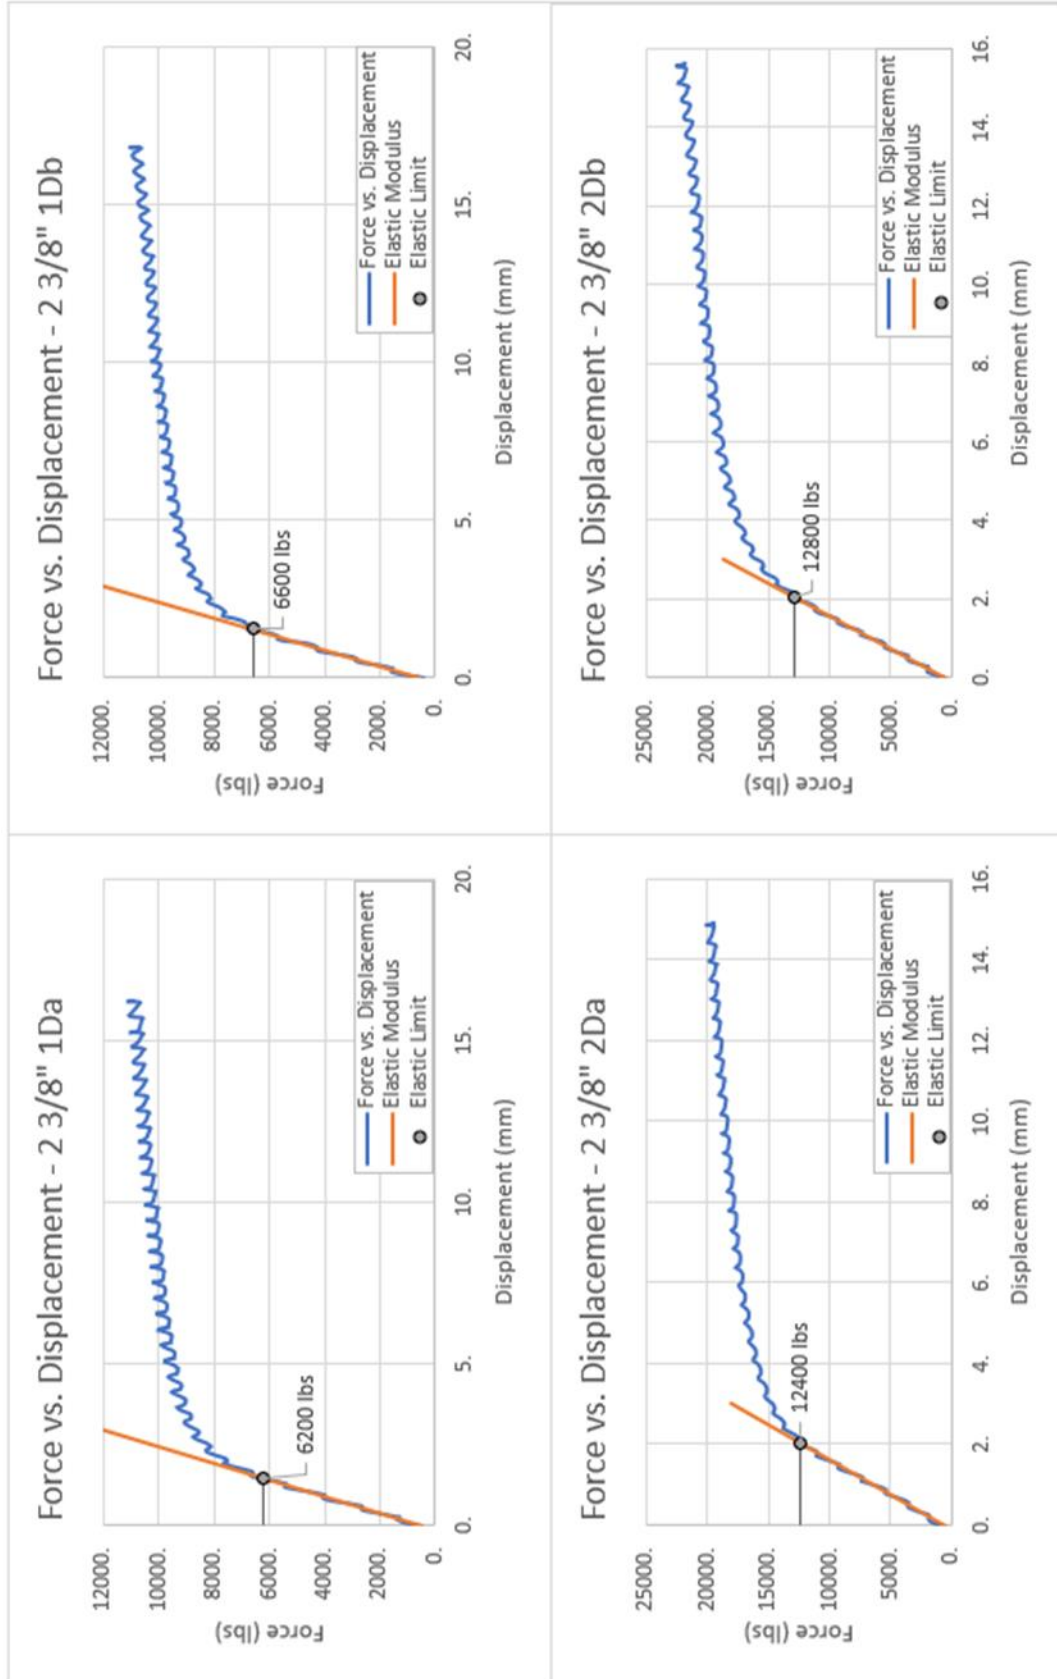 Force vs. Displacement - 2 3/8" 1Da
12000.
10000.
8000.
6000.
4000.
2000.
0.
Force (lbs)
6200 lbs
Force vs. Displacement
Elastic Modulus
Elastic Limit
0.
5.
10.
15.
20.
Displacement (mm)
Force vs. Displacement - 2 3/8" 1Db
12000.
10000.
8000.
6000.
4000.
2000.
0.
Force (lbs)
6600 lbs
Force vs. Displacement
Elastic Modulus
Elastic Limit
0.
5.
10.
15.
20.
Displacement (mm)
Force vs. Displacement - 2 3/8" 2Da
25000.
20000.
15000.
10000.
5000.
0.
Force (lbs)
12400 lbs
Force vs. Displacement
Elastic Modulus
Elastic Limit
0.
2.
4.
6.
8.
10.
12.
14.
16.
Displacement (mm)
Force vs. Displacement - 2 3/8" 2Db
25000.
20000.
15000.
10000.
5000.
0.
Force (lbs)
12800 lbs
Force vs. Displacement
Elastic Modulus
Elastic Limit
0.
2.
4.
6.
8.
10.
12.
14.
16.
Displacement (mm)